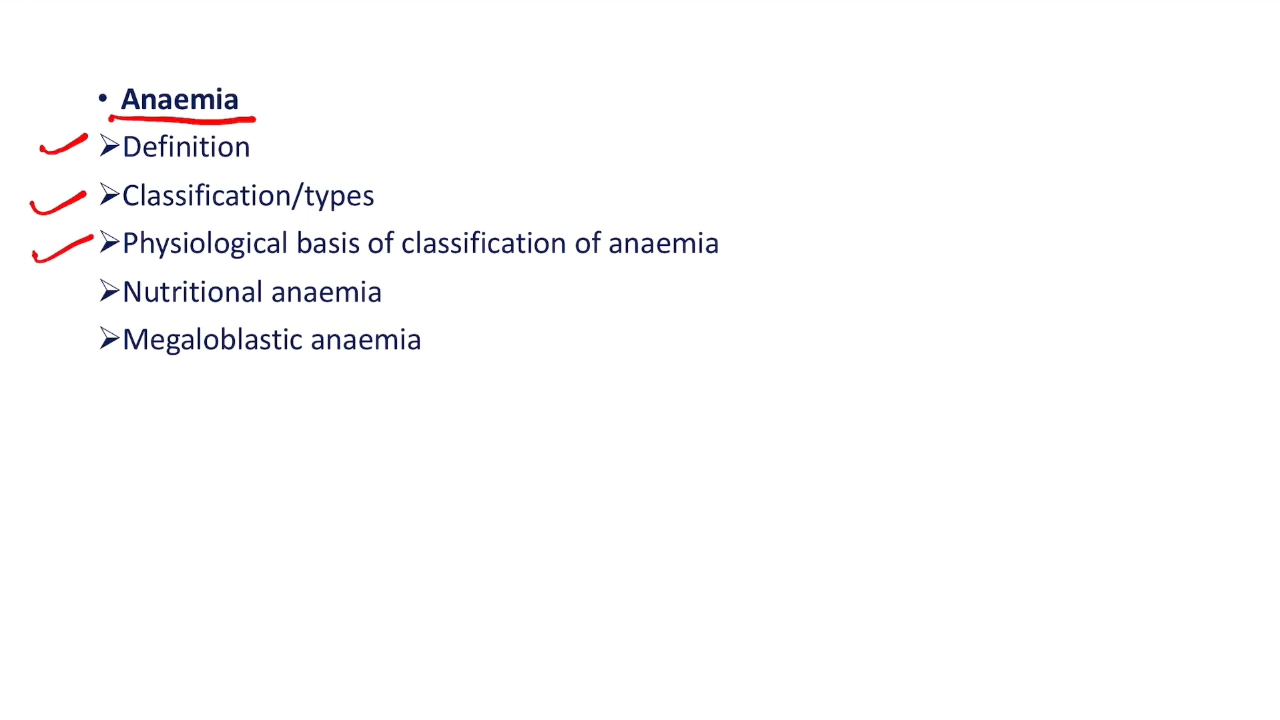 • Anaemia
➢Definition
➢Classification/types
➢Physiological basis of classification of anaemia
➢Nutritional anaemia
➢Megaloblastic anaemia